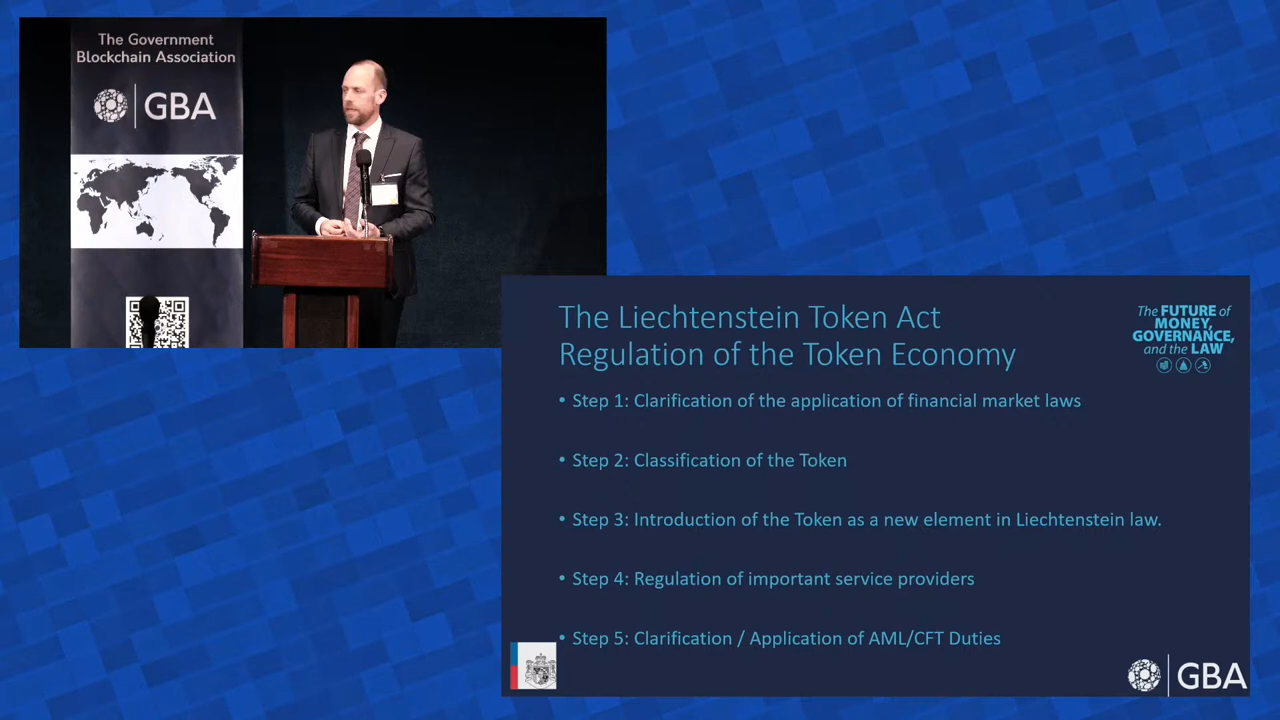 The Government
Blockchain Association
GBA
The Liechtenstein Token Act
Regulation of the Token Economy
The FUTURE of
MONEY,
GOVERNANCE,
and the LAW
• Step 1: Clarification of the application of financial market laws
• Step 2: Classification of the Token
• Step 3: Introduction of the Token as a new element in Liechtenstein law.
• Step 4: Regulation of important service providers
• Step 5: Clarification / Application of AML/CFT Duties
GBA